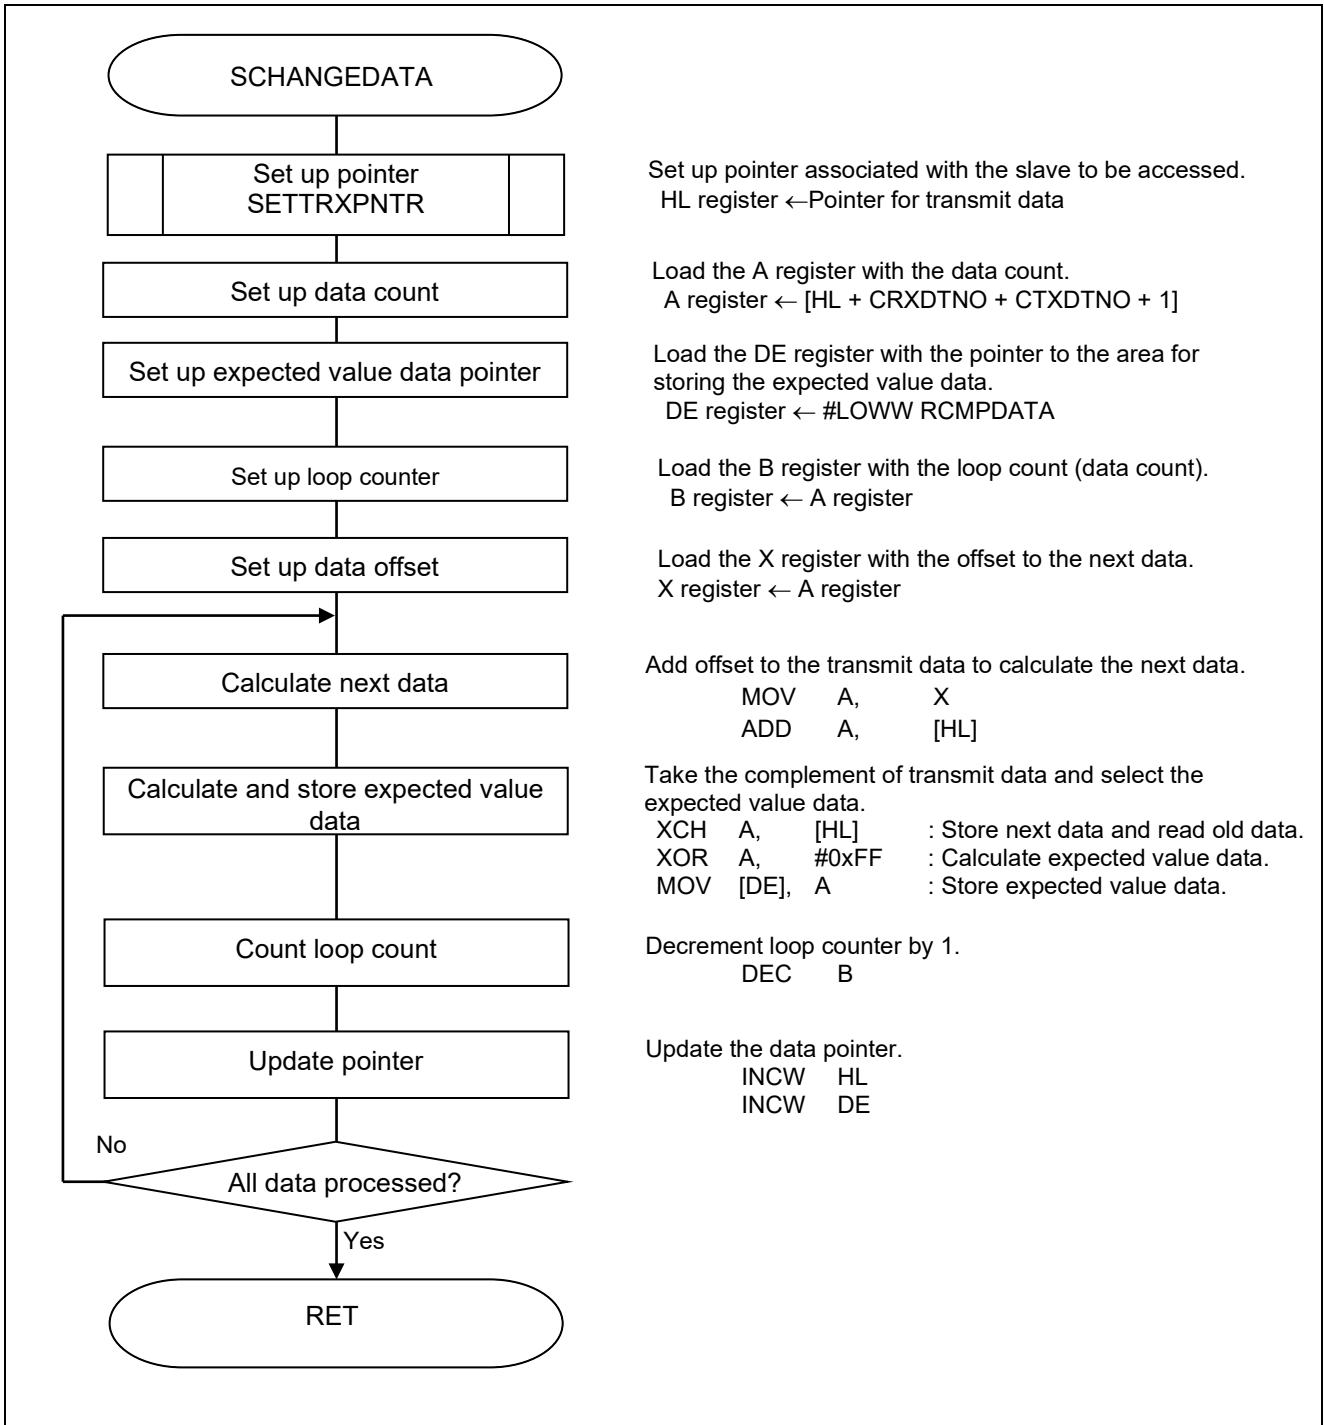 SCHANGEDATA
Set up pointer
SETTRXPNTR
Set up pointer associated with the slave to be accessed.
HL register ←Pointer for transmit data
Set up data count
Load the A register with the data count.
A register ← [HL + CRXDTNO + CTXDTNO + 1]
Set up expected value data pointer
Load the DE register with the pointer to the area for
storing the expected value data.
DE register ← #LOWW RCMPDATA
Set up loop counter
Load the B register with the loop count (data count).
B register ← A register
Set up data offset
Load the X register with the offset to the next data.
X register ← A register
Calculate next data
Add offset to the transmit data to calculate the next data.
MOV A, X
ADD A, [HL]
Calculate and store expected value
data
Take the complement of transmit data and select the
expected value data.
XCH A, [HL] : Store next data and read old data.
XOR A, #0xFF : Calculate expected value data.
MOV [DE], A : Store expected value data.
Count loop count
Decrement loop counter by 1.
DEC B
Update pointer
Update the data pointer.
INCW HL
INCW DE
No
All data processed?
Yes
RET